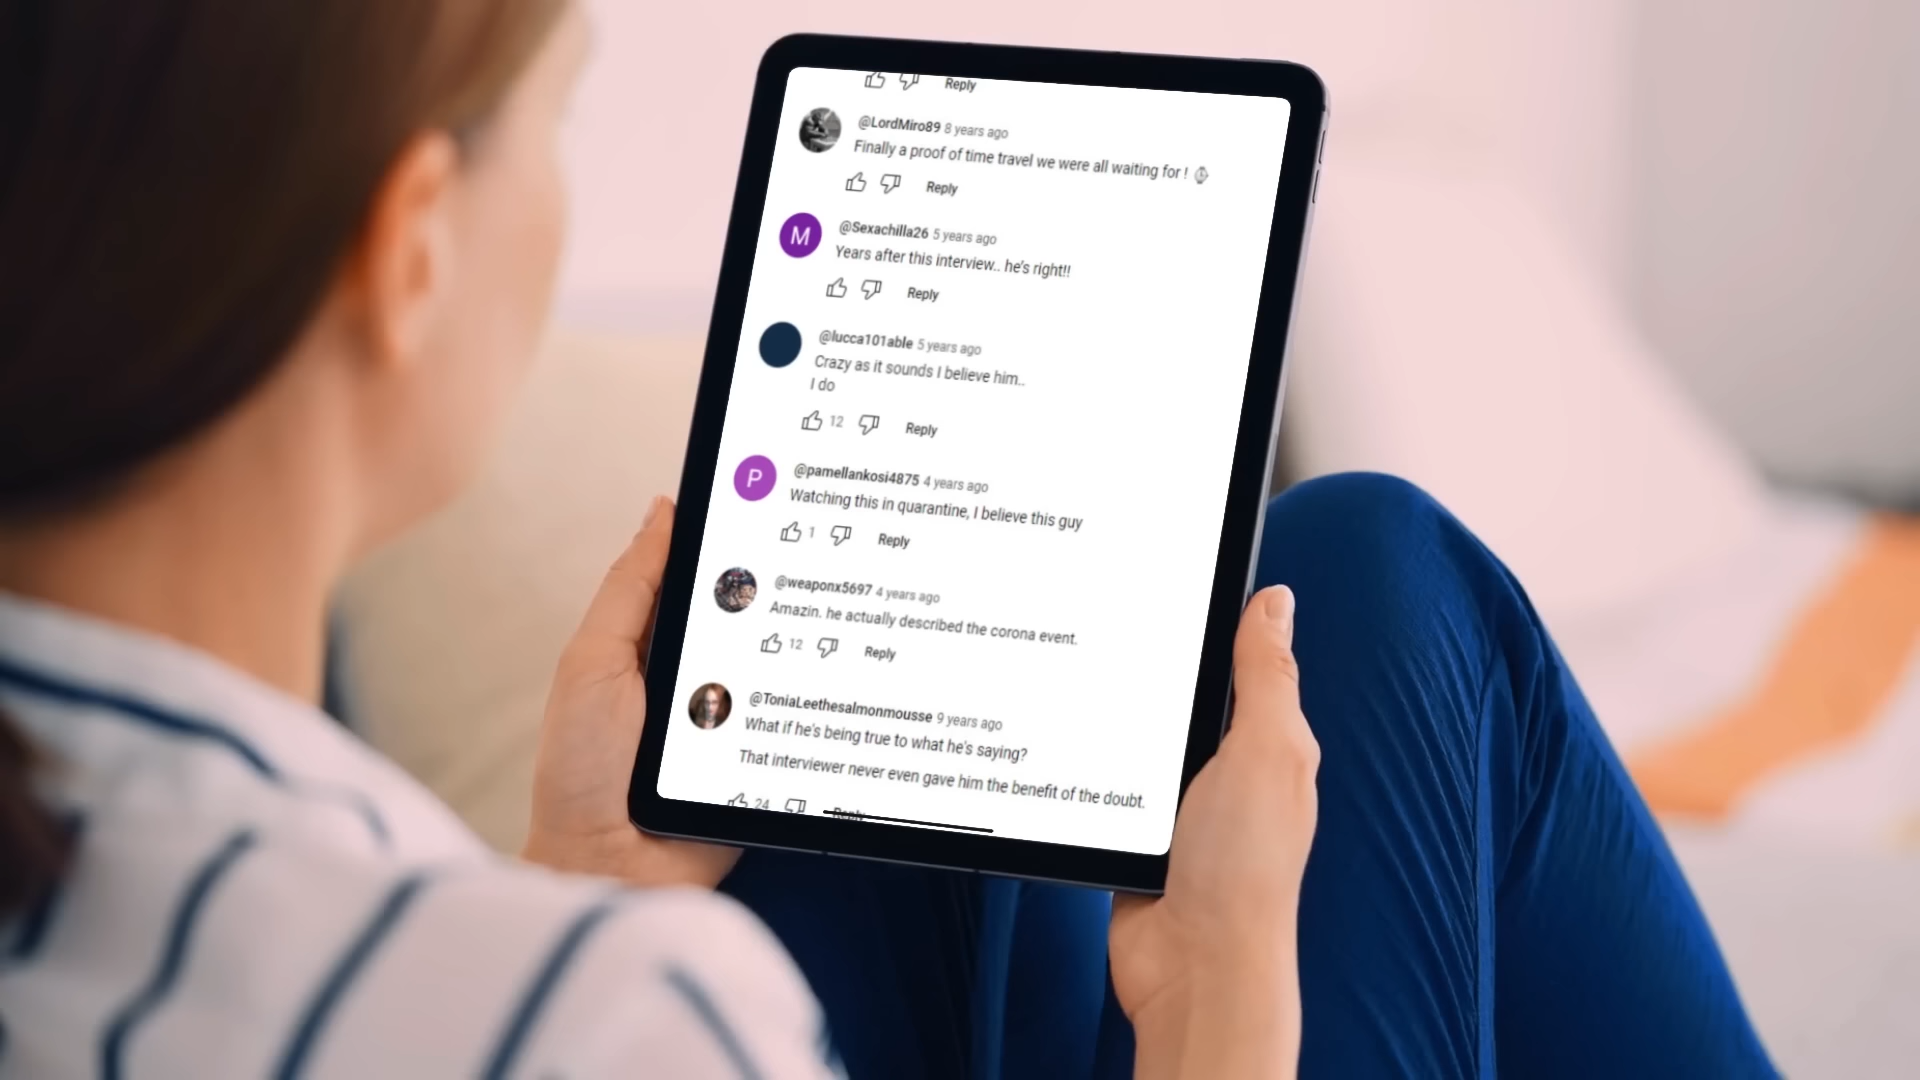 Reply
@LordMiro89 8 years ago
Finally a proof of time travel we were all waiting for ! ⌚
Reply
M
@Sexachilla26 5 years ago
Years after this interview.. he's right!!
Reply
@lucca101able 5 years ago
Crazy as it sounds I believe him..
I do
12 Reply
P
@pamellankosi4875 4 years ago
Watching this in quarantine, I believe this guy
1 Reply
@weaponx5697 4 years ago
Amazin. he actually described the corona event.
12 Reply
@ToniaLeethesalmonmousse 9 years ago
What if he's being true to what he's saying?
That interviewer never even gave him the benefit of the doubt.
24 Reply